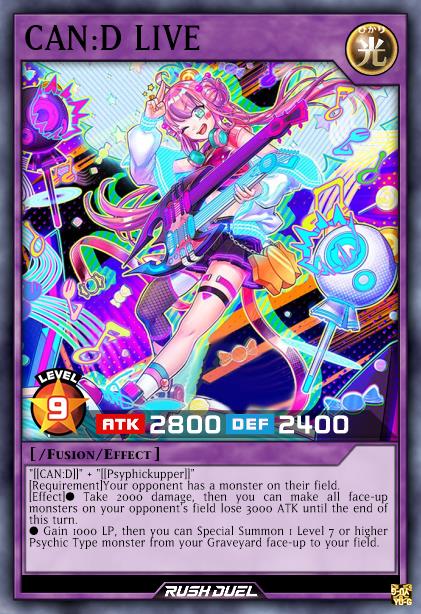 CAN:D LIVE
ひかり
光
LEVEL
9
ATK 2800 DEF 2400
[/Fusion/Effect]
"[[CAN:D]]" + "[[Psyphickupper]]"
[Requirement]Your opponent has a monster on their field.
[Effect]● Take 2000 damage, then you can make all face-up
monsters on your opponent's field lose 3000 ATK until the end of
this turn.
● Gain 1000 LP, then you can Special Summon 1 Level 7 or higher
Psychic Type monster from your Graveyard face-up to your field.
RUSH DUEL